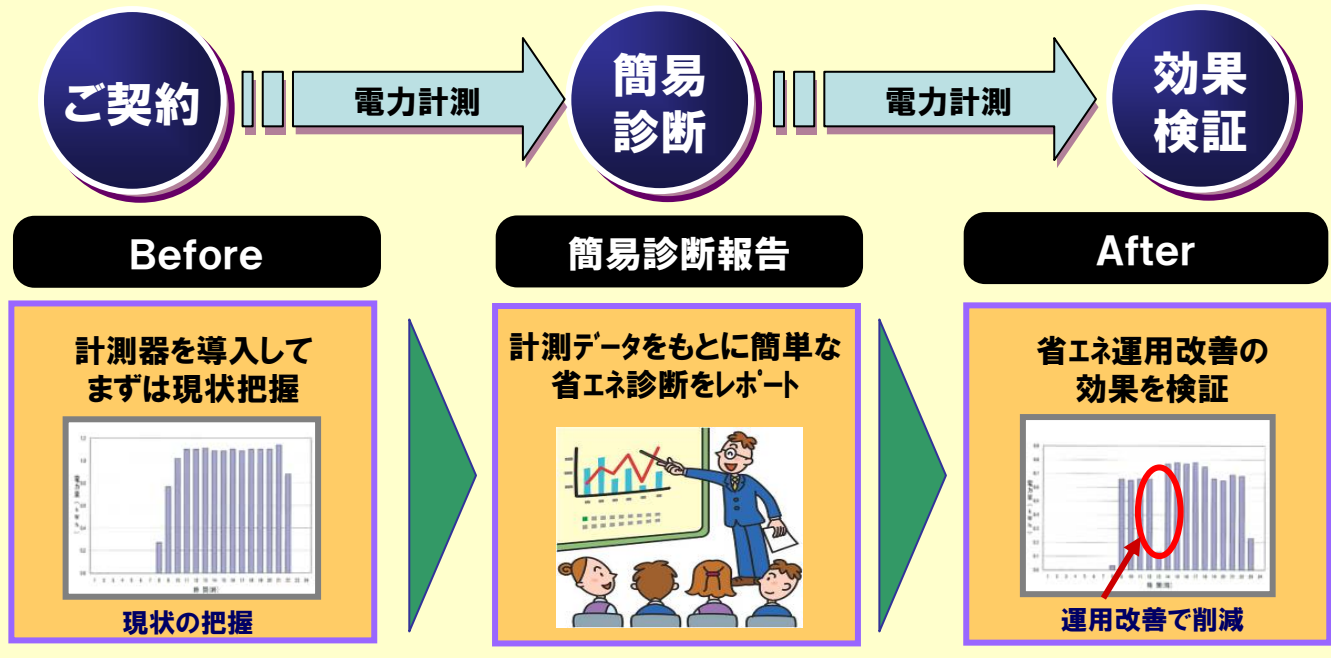 ご契約
電力計測
簡易
診断
電力計測
効果
検証
Before
簡易診断報告
After
計測器を導入して
まずは現状把握
計測データをもとに簡単な
省エネ診断をレポート
省エネ運用改善の
効果を検証
現状の把握
運用改善で削減